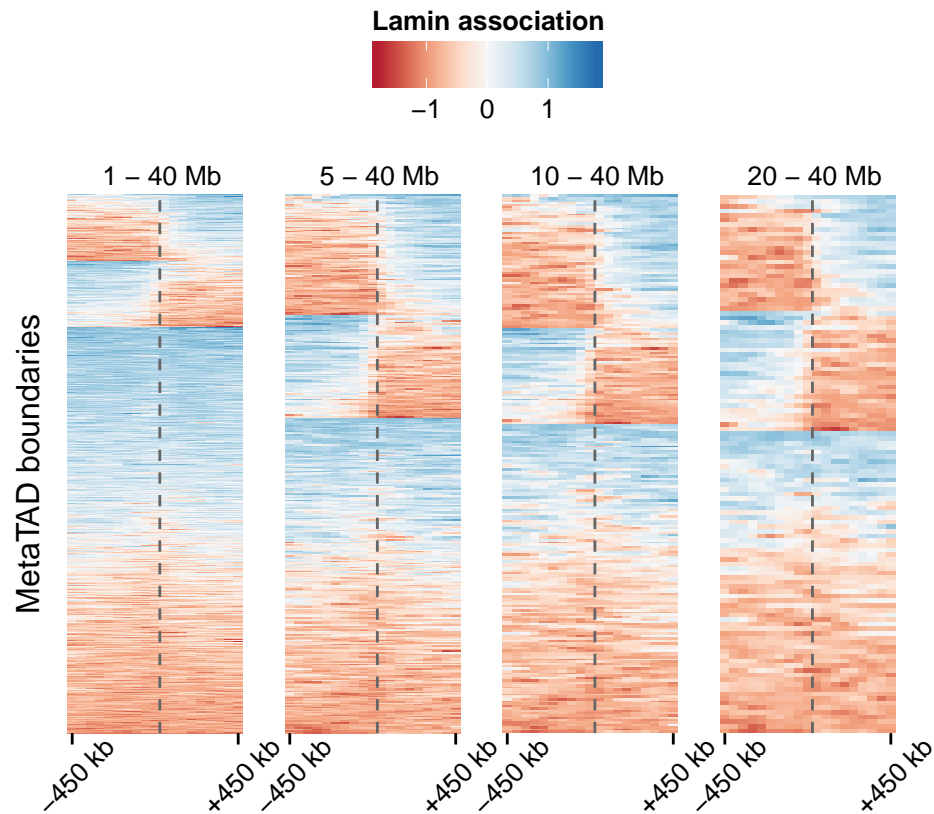 Lamin association
−1 0 1
1 − 40 Mb 5 − 40 Mb 10 − 40 Mb 20 − 40 Mb
MetaTAD boundaries
−450 kb +450 kb −450 kb +450 kb −450 kb +450 kb −450 kb +450 kb